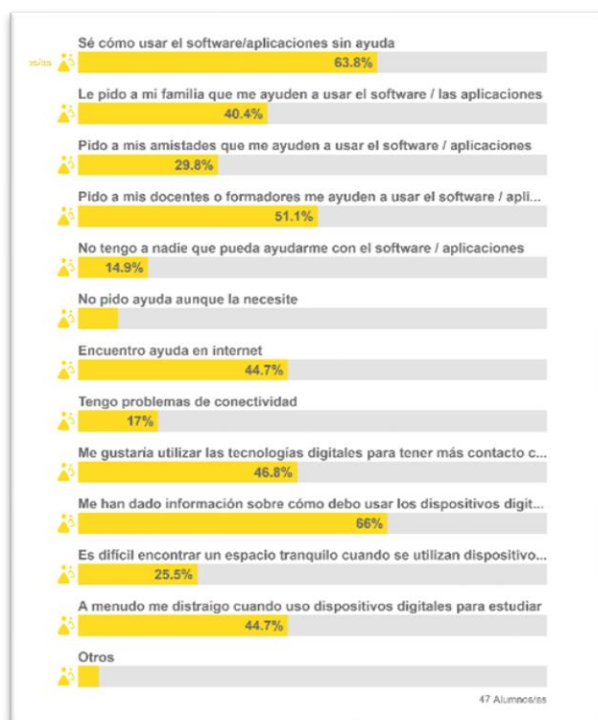 Sé cómo usar el software/aplicaciones sin ayuda
63.8%
Le pido a mi familia que me ayuden a usar el software / las aplicaciones
40.4%
Pido a mis amistades que me ayuden a usar el software / aplicaciones
29.8%
Pido a mis docentes o formadores me ayuden a usar el software / apli...
51.1%
No tengo a nadie que pueda ayudarme con el software / aplicaciones
14.9%
No pido ayuda aunque la necesite
Encuentro ayuda en internet
44.7%
Tengo problemas de conectividad
17%
Me gustaría utilizar las tecnologías digitales para tener más contacto c...
46.8%
Me han dado información sobre cómo debo usar los dispositivos digit...
66%
Es difícil encontrar un espacio tranquilo cuando se utilizan dispositivo...
25.5%
A menudo me distraigo cuando uso dispositivos digitales para estudiar
44.7%
Otros
47 Alumnos/as